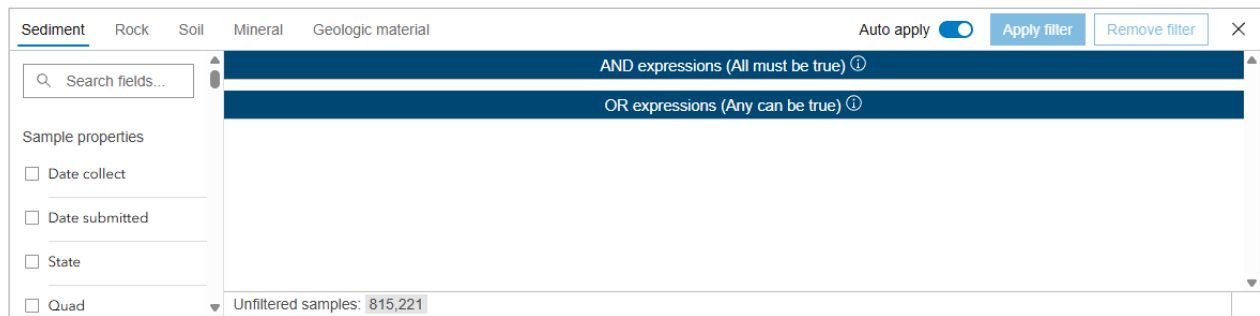 Sediment Rock Soil Mineral Geologic material Auto apply Apply filter Remove filter
Search fields...
AND expressions (All must be true)
OR expressions (Any can be true)
Sample properties
Date collect
Date submitted
State
Quad
Unfiltered samples: 815,221